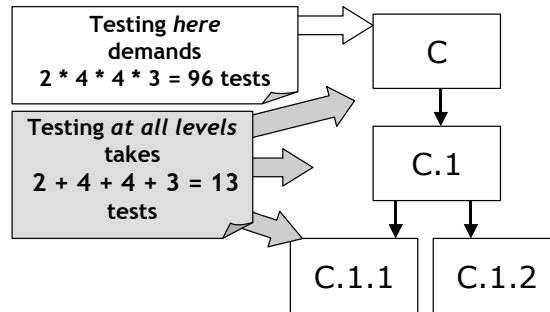 Testing here
demands
2 * 4 * 4 * 3 = 96 tests
C
Testing at all levels
takes
2 + 4 + 4 + 3 = 13
tests
C.1
C.1.1
C.1.2